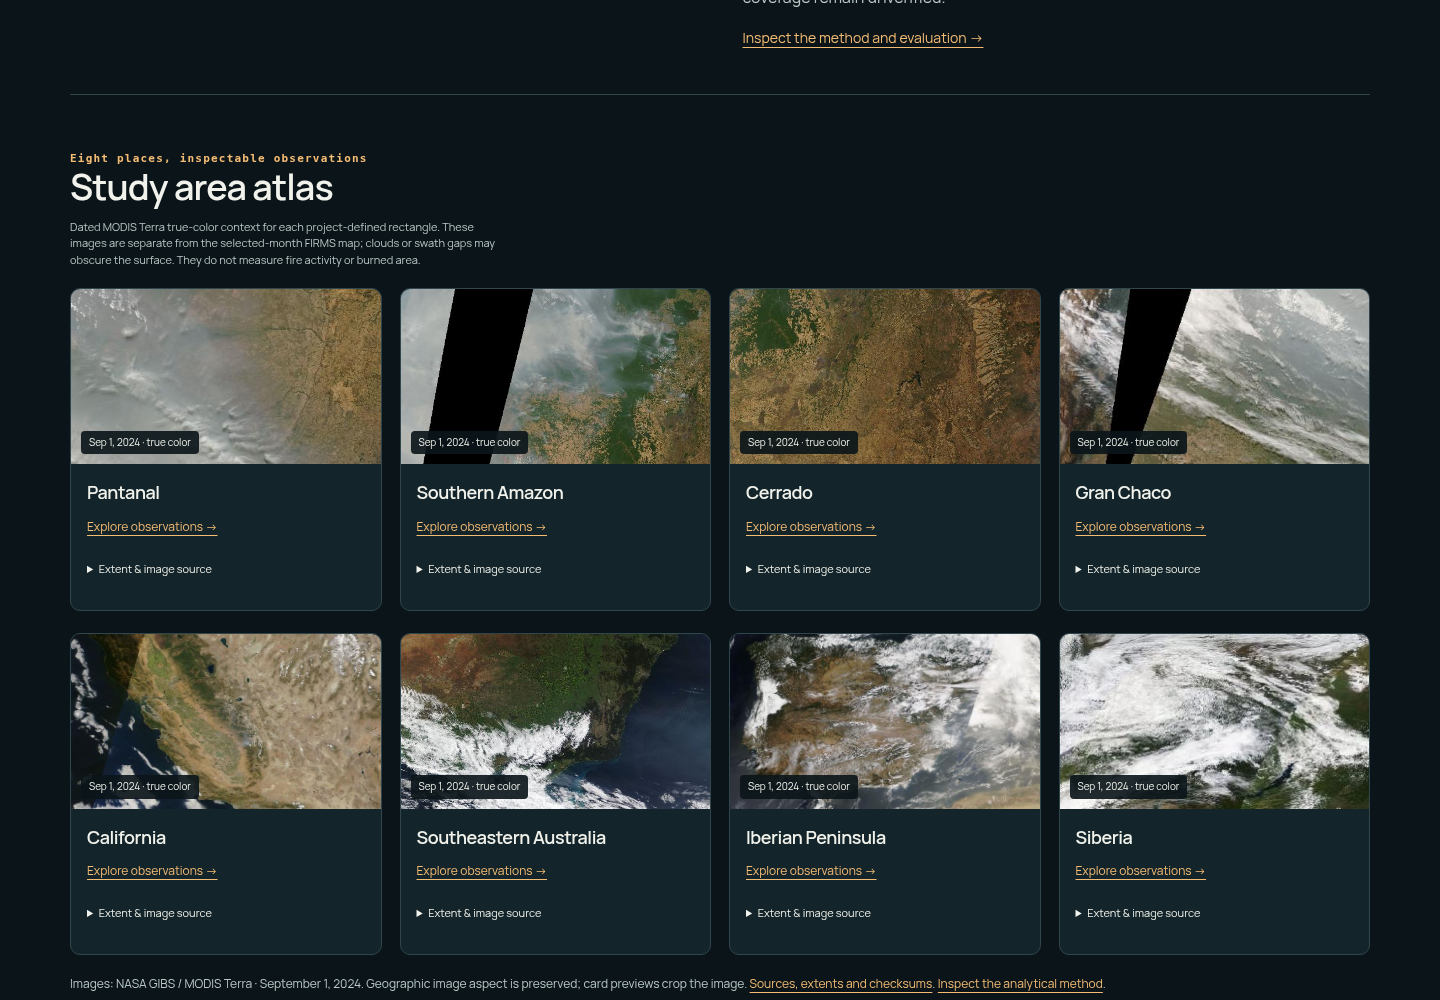 coverage remain unverified.
Inspect the method and evaluation →
Eight places, inspectable observations
Study area atlas
Dated MODIS Terra true-color context for each project-defined rectangle. These
images are separate from the selected-month FIRMS map; clouds or swath gaps may
obscure the surface. They do not measure fire activity or burned area.
Sep 1, 2024 · true color
Pantanal
Explore observations →
▶ Extent & image source
Sep 1, 2024 · true color
Southern Amazon
Explore observations →
▶ Extent & image source
Sep 1, 2024 · true color
Cerrado
Explore observations →
▶ Extent & image source
Sep 1, 2024 · true color
Gran Chaco
Explore observations →
▶ Extent & image source
Sep 1, 2024 · true color
California
Explore observations →
▶ Extent & image source
Sep 1, 2024 · true color
Southeastern Australia
Explore observations →
▶ Extent & image source
Sep 1, 2024 · true color
Iberian Peninsula
Explore observations →
▶ Extent & image source
Sep 1, 2024 · true color
Siberia
Explore observations →
▶ Extent & image source
Images: NASA GIBS / MODIS Terra · September 1, 2024. Geographic image aspect is preserved; card previews crop the image. Sources, extents and checksums. Inspect the analytical method.